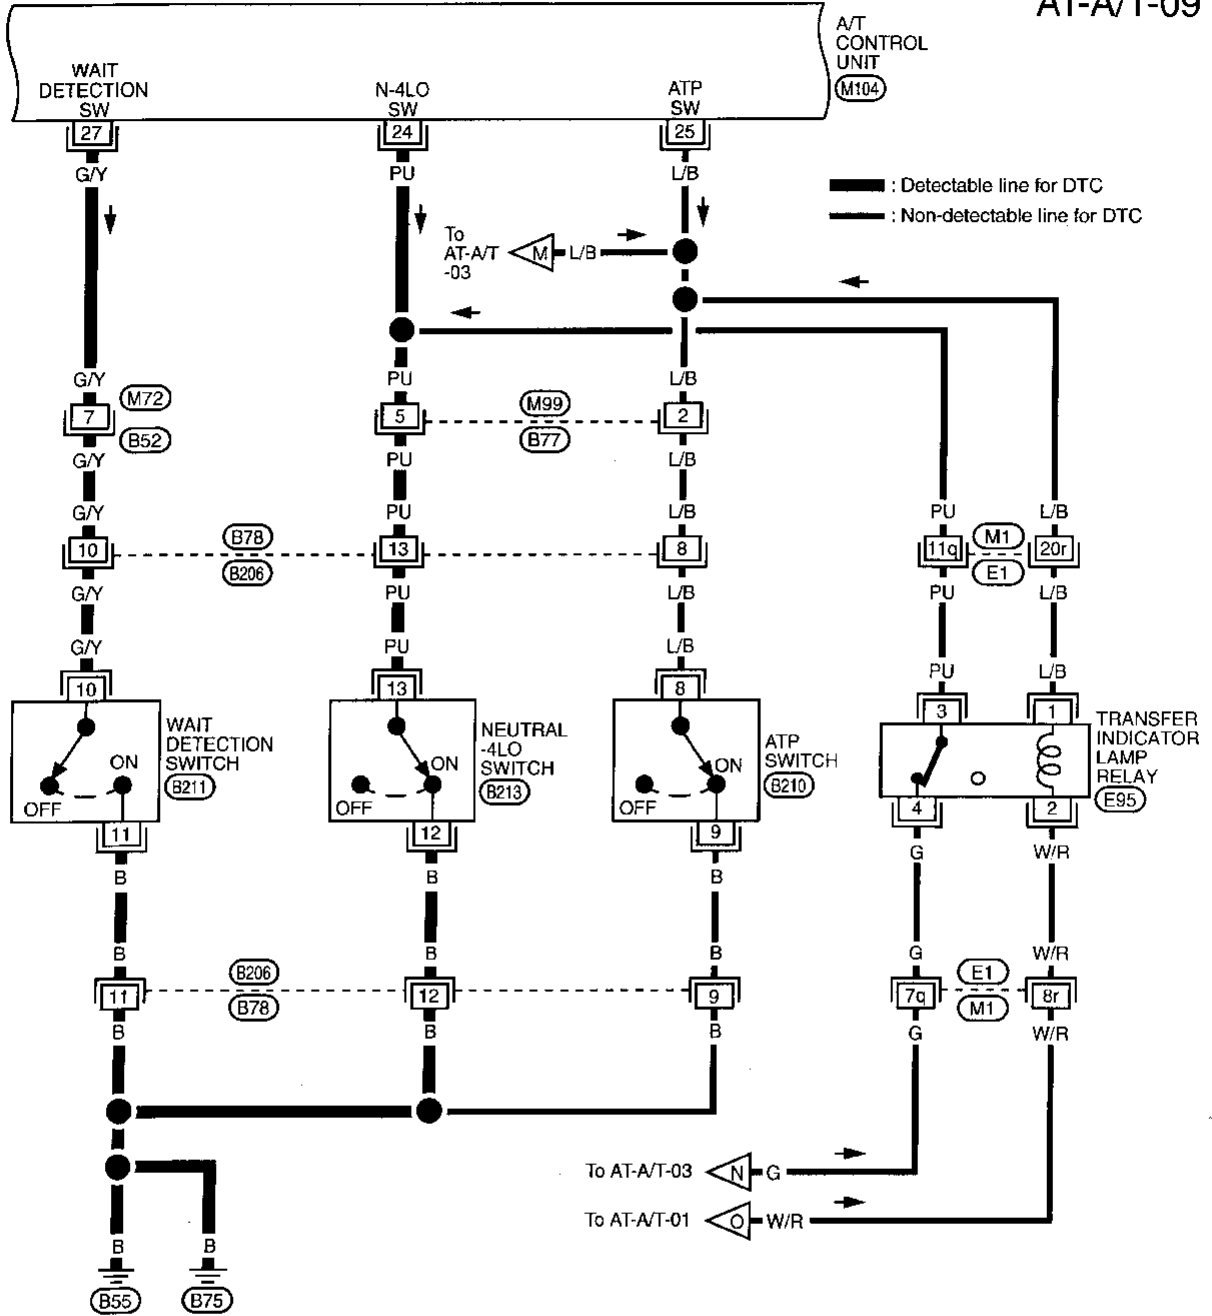 AT-A/T-09
A/T
CONTROL
UNIT
M104
WAIT
DETECTION
SW
N-4LO
SW
ATP
SW
27
24
25
G/Y
PU
L/B
: Detectable line for DTC
: Non-detectable line for DTC
To
AT-A/T
-03
M
L/B
G/Y
PU
L/B
M72
7
B52
5
M99
B77
2
G/Y
PU
L/B
G/Y
PU
L/B
PU
L/B
10
B78
B206
13
8
11q
M1
E1
20r
G/Y
PU
L/B
PU
L/B
G/Y
PU
L/B
PU
L/B
10
13
8
3
1
WAIT
DETECTION
SWITCH
B211
ON
OFF
NEUTRAL
-4LO
SWITCH
B213
ON
OFF
ATP
SWITCH
B210
ON
OFF
TRANSFER
INDICATOR
LAMP
RELAY
E95
11
12
9
4
2
B
B
B
G
W/R
B
B
B
G
W/R
11
B206
B78
12
9
7q
E1
M1
8r
B
B
B
G
W/R
To AT-A/T-03
N
G
To AT-A/T-01
O
W/R
B
B
B55
B75